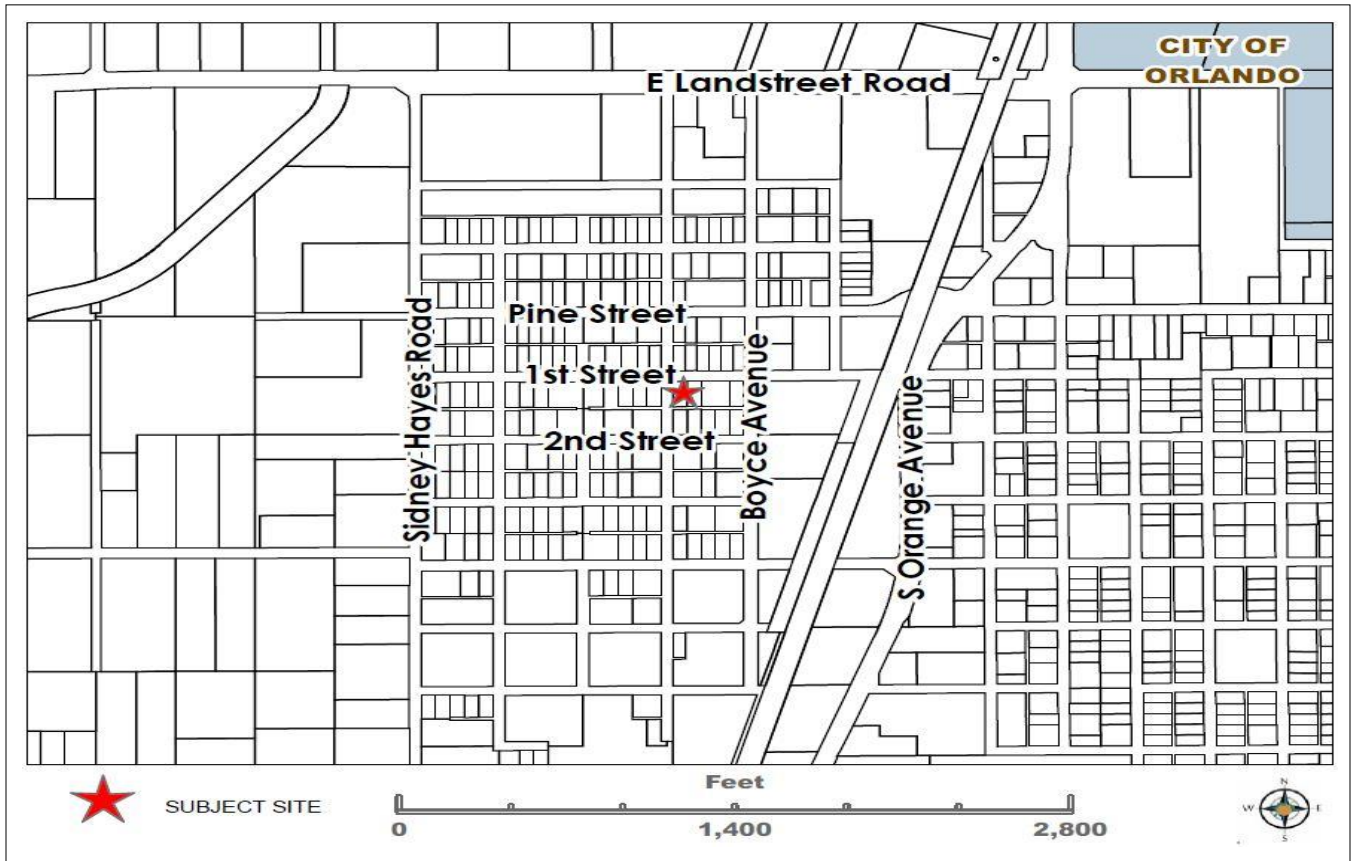 CITY OF
ORLANDO
E Landstreet Road
Sidney Hayes Road
Pine Street
1st Street
2nd Street
Boyce Avenue
S Orange Avenue
SUBJECT SITE
Feet
0 1,400 2,800
N
W E
S